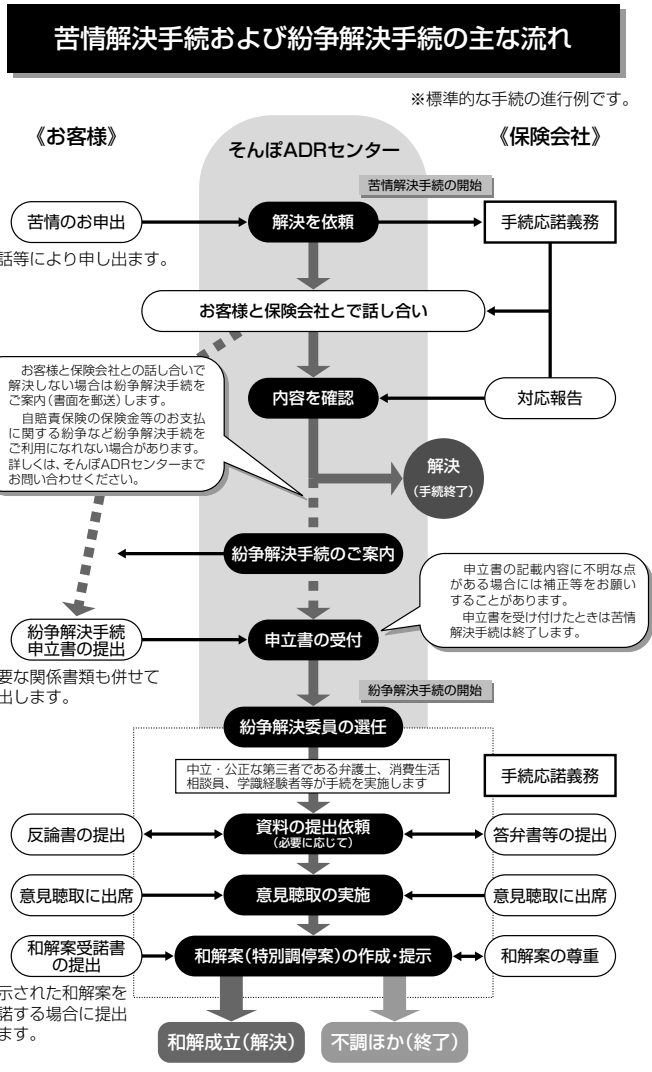 苦情解決手続および紛争解決手続の主な流れ
※標準的な手続の進行例です。
《お客様》
そんぽADRセンター
《保険会社》
苦情解決手続の開始
苦情のお申出
解決を依頼
手続応諾義務
話等により申し出ます。
お客様と保険会社とで話し合い
お客様と保険会社との話し合いで
解決しない場合は紛争解決手続を
ご案内（書面を郵送）します。
自賠責保険の保険金等のお支払
に関する紛争など紛争解決手続を
ご利用になれない場合があります。
詳しくは、そんぽADRセンターまで
お問い合わせください。
内容を確認
対応報告
解決
（手続終了）
紛争解決手続のご案内
申立書の記載内容に不明な点
がある場合には補正等をお願い
することがあります。
申立書を受け付けたときは苦情
解決手続は終了します。
紛争解決手続
申立書の提出
申立書の受付
要な関係書類も併せて
出します。
紛争解決手続の開始
紛争解決委員の選任
中立・公正な第三者である弁護士、消費生活
相談員、学識経験者等が手続を実施します
手続応諾義務
反論書の提出
資料の提出依頼
（必要に応じて）
答弁書等の提出
意見聴取に出席
意見聴取の実施
意見聴取に出席
和解案受諾書
の提出
和解案（特別調停案）の作成・提示
和解案の尊重
示された和解案を
諾する場合に提出
ます。
和解成立（解決）
不調ほか（終了）